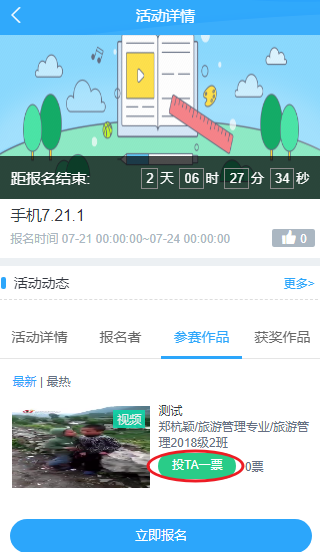 活动详情
距报名结束: 2 天 06 时 27 分 34 秒
手机7.21.1
报名时间 07-21 00:00:00~07-24 00:00:00
0
活动动态
更多>
活动详情 报名者 参赛作品 获奖作品
最新 | 最热
视频
测试
郑杭颖/旅游管理专业/旅游管
理2018级2班
投TA一票 0票
立即报名